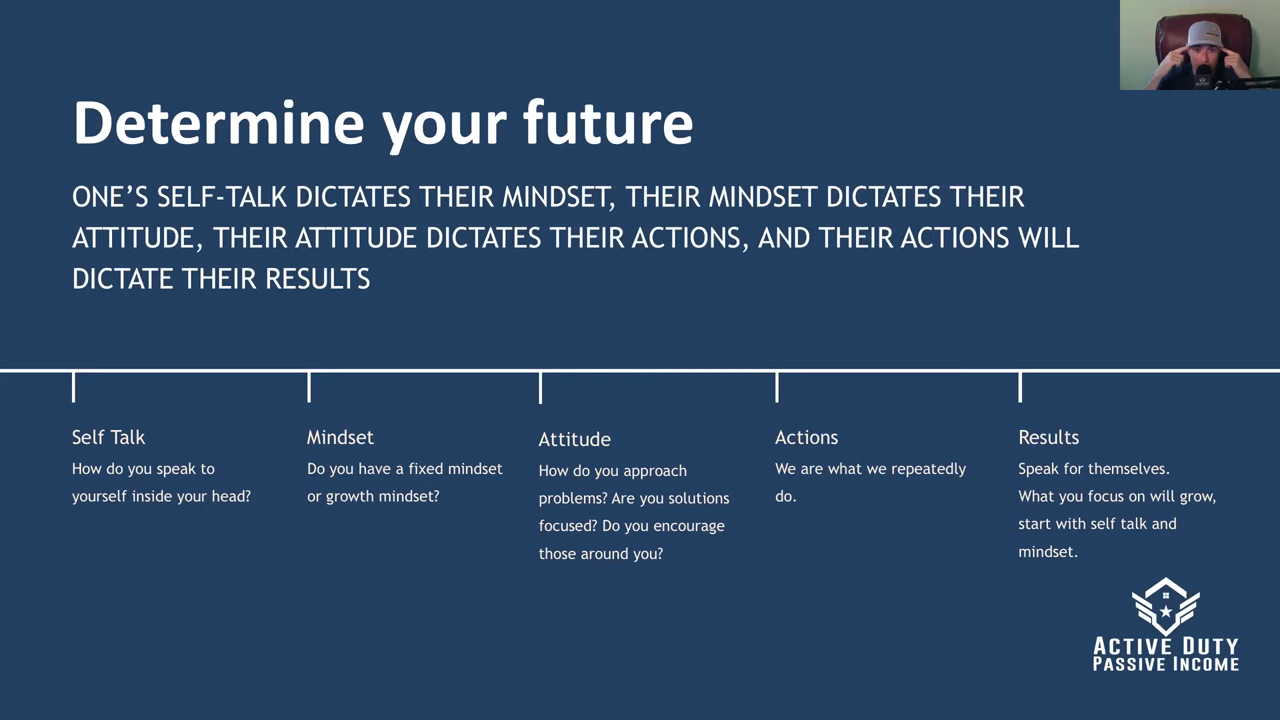 Determine your future
ONE’S SELF-TALK DICTATES THEIR MINDSET, THEIR MINDSET DICTATES THEIR
ATTITUDE, THEIR ATTITUDE DICTATES THEIR ACTIONS, AND THEIR ACTIONS WILL
DICTATE THEIR RESULTS
Self Talk
How do you speak to
yourself inside your head?
Mindset
Do you have a fixed mindset
or growth mindset?
Attitude
How do you approach
problems? Are you solutions
focused? Do you encourage
those around you?
Actions
We are what we repeatedly
do.
Results
Speak for themselves.
What you focus on will grow,
start with self talk and
mindset.
ACTIVE DUTY
PASSIVE INCOME